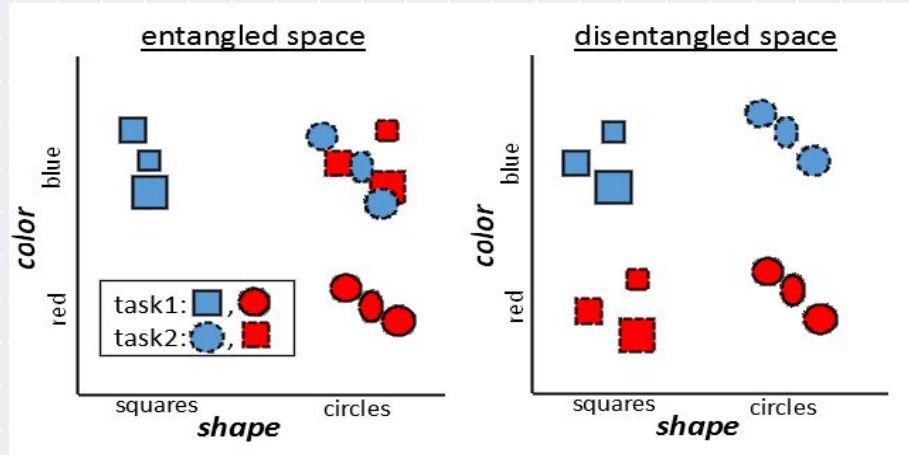 entangled space
blue
color
red
task1: ,
task2: ,
squares
circles
shape
disentangled space
blue
color
red
squares
circles
shape